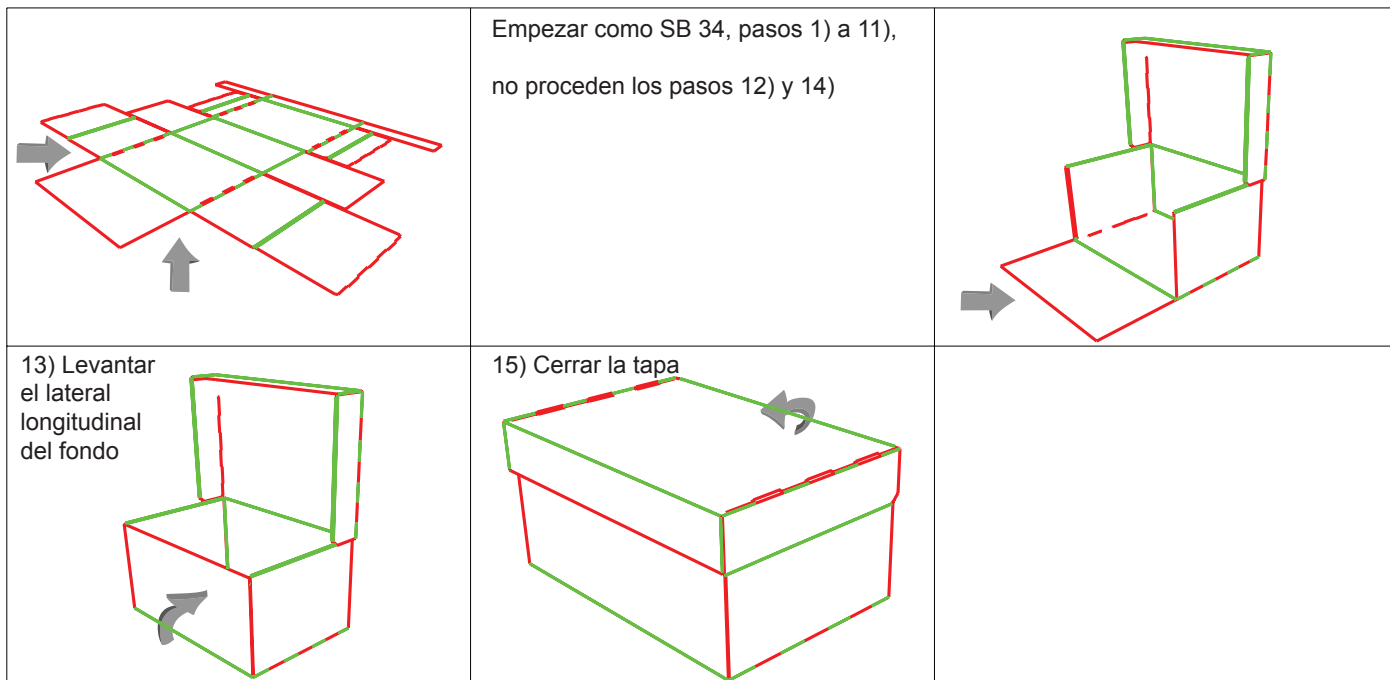 Empezar como SB 34, pasos 1) a 11),
no proceden los pasos 12) y 14)
13) Levantar
el lateral
longitudinal
del fondo
15) Cerrar la tapa